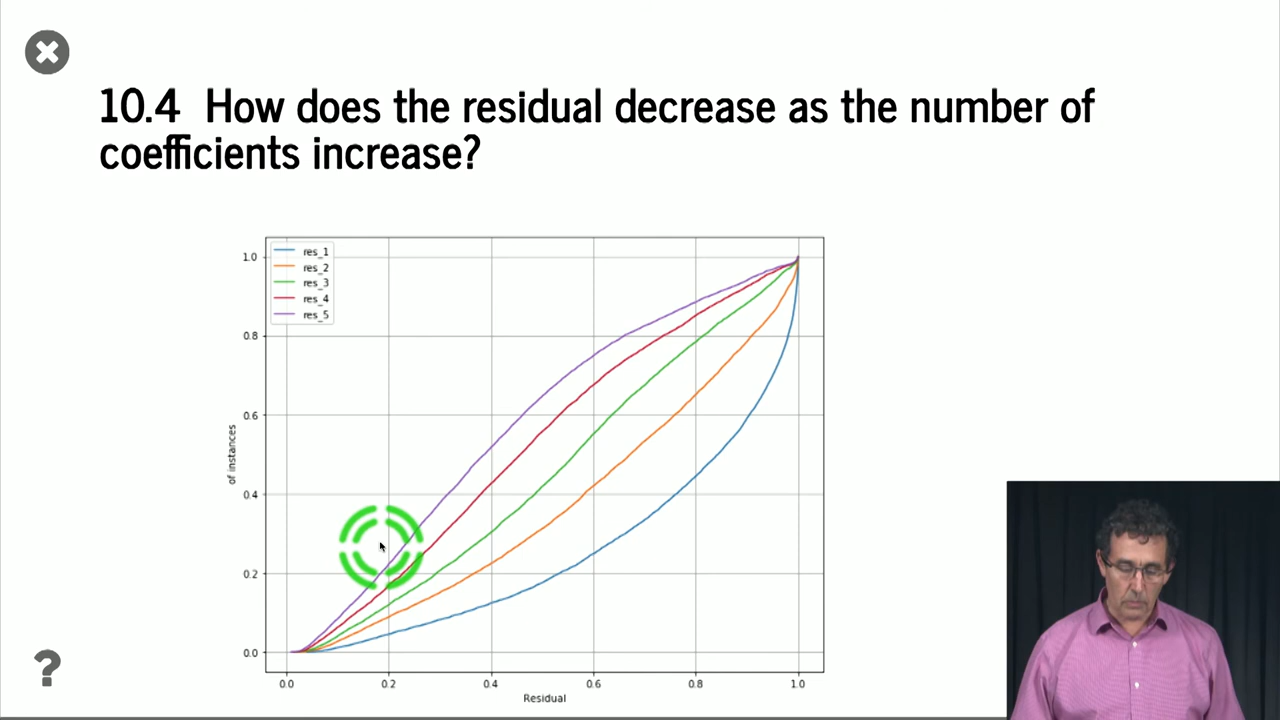 10.4 How does the residual decrease as the number of
coefficients increase?
res_1
res_2
res_3
res_4
res_5
1.0
0.8
0.6
0.4
0.2
0.0
of instances
0.0 0.2 0.4 0.6 0.8 1.0
Residual
?